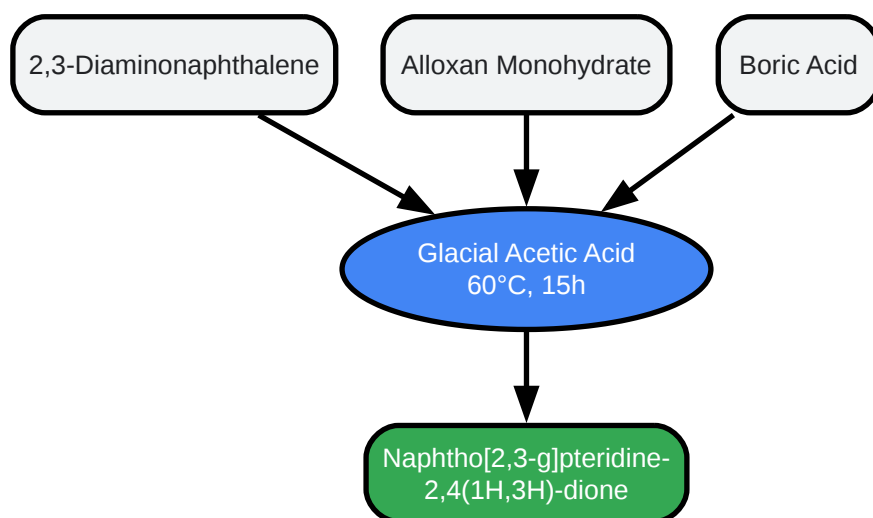 2,3-Diaminonaphthalene
Alloxan Monohydrate
Boric Acid
Glacial Acetic Acid
60°C, 15h
Naphtho[2,3-g]pteridine-
2,4(1H,3H)-dione